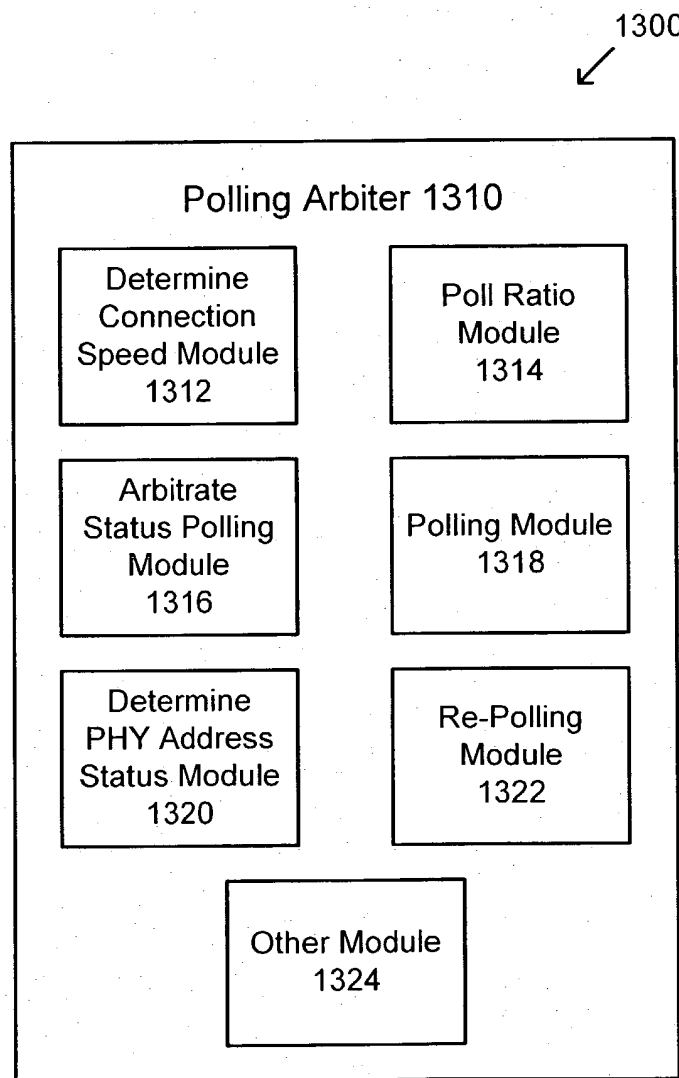 1300
Polling Arbiter 1310
Determine
Connection
Speed Module
1312
Poll Ratio
Module
1314
Arbitrate
Status Polling
Module
1316
Polling Module
1318
Determine
PHY Address
Status Module
1320
Re-Polling
Module
1322
Other Module
1324